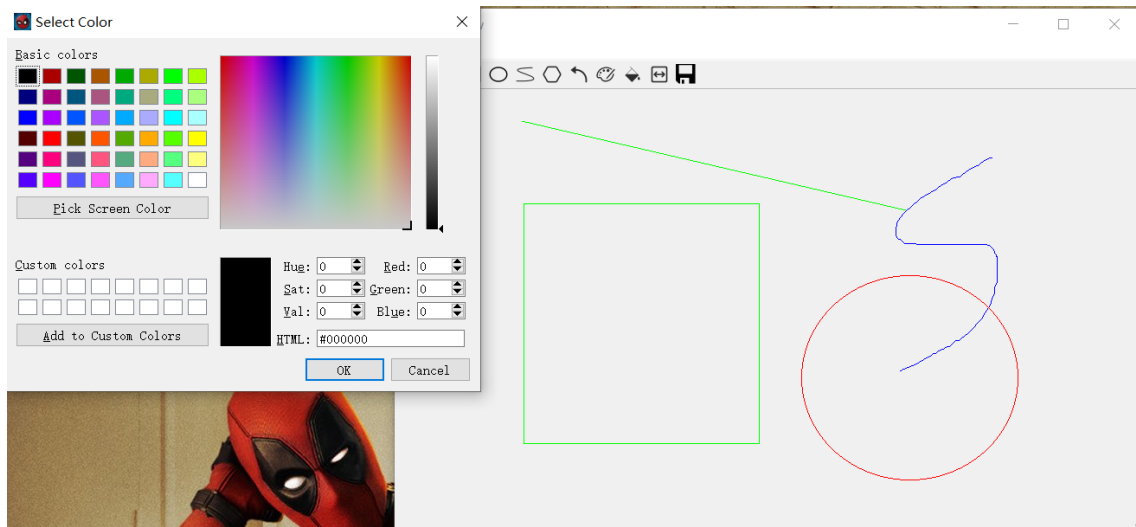 Select Color
Basic colors
Pick Screen Color
Custom colors
Add to Custom Colors
Hue: 0 Red: 0
Sat: 0 Green: 0
Val: 0 Blue: 0
HTML: #000000
OK Cancel